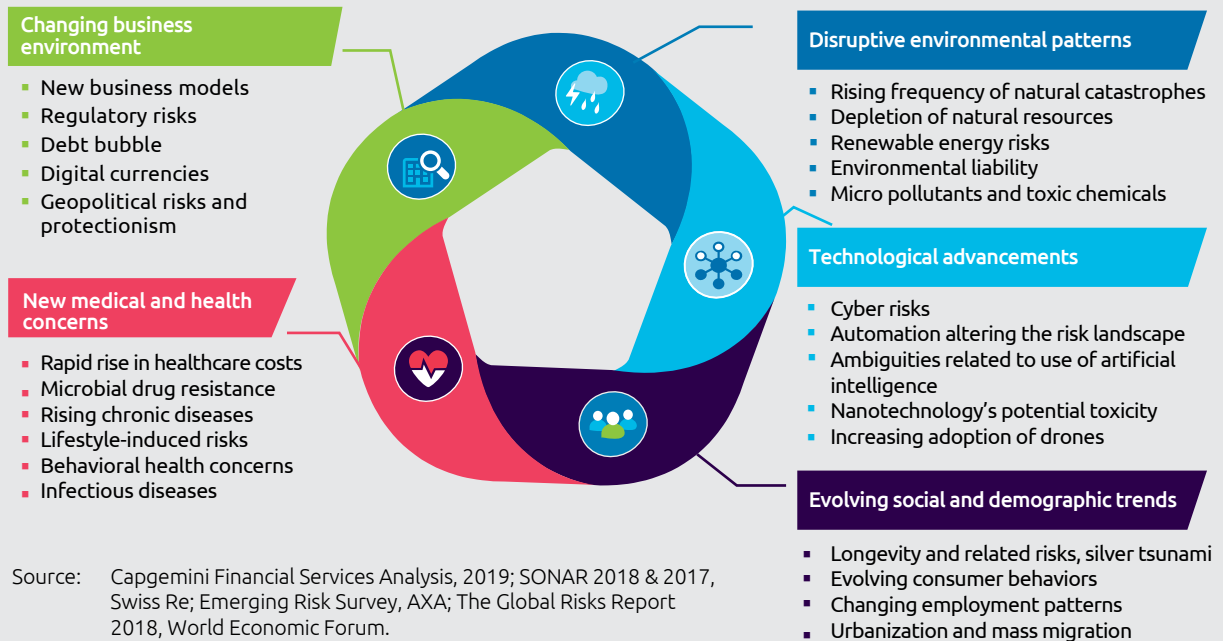 Changing business
environment
▪ New business models
▪ Regulatory risks
▪ Debt bubble
▪ Digital currencies
▪ Geopolitical risks and
protectionism
New medical and health
concerns
▪ Rapid rise in healthcare costs
▪ Microbial drug resistance
▪ Rising chronic diseases
▪ Lifestyle-induced risks
▪ Behavioral health concerns
▪ Infectious diseases
Disruptive environmental patterns
▪ Rising frequency of natural catastrophes
▪ Depletion of natural resources
▪ Renewable energy risks
▪ Environmental liability
▪ Micro pollutants and toxic chemicals
Technological advancements
▪ Cyber risks
▪ Automation altering the risk landscape
▪ Ambiguities related to use of artificial
intelligence
▪ Nanotechnology's potential toxicity
▪ Increasing adoption of drones
Evolving social and demographic trends
▪ Longevity and related risks, silver tsunami
▪ Evolving consumer behaviors
▪ Changing employment patterns
▪ Urbanization and mass migration
Source: Capgemini Financial Services Analysis, 2019; SONAR 2018 & 2017,
Swiss Re; Emerging Risk Survey, AXA; The Global Risks Report
2018, World Economic Forum.